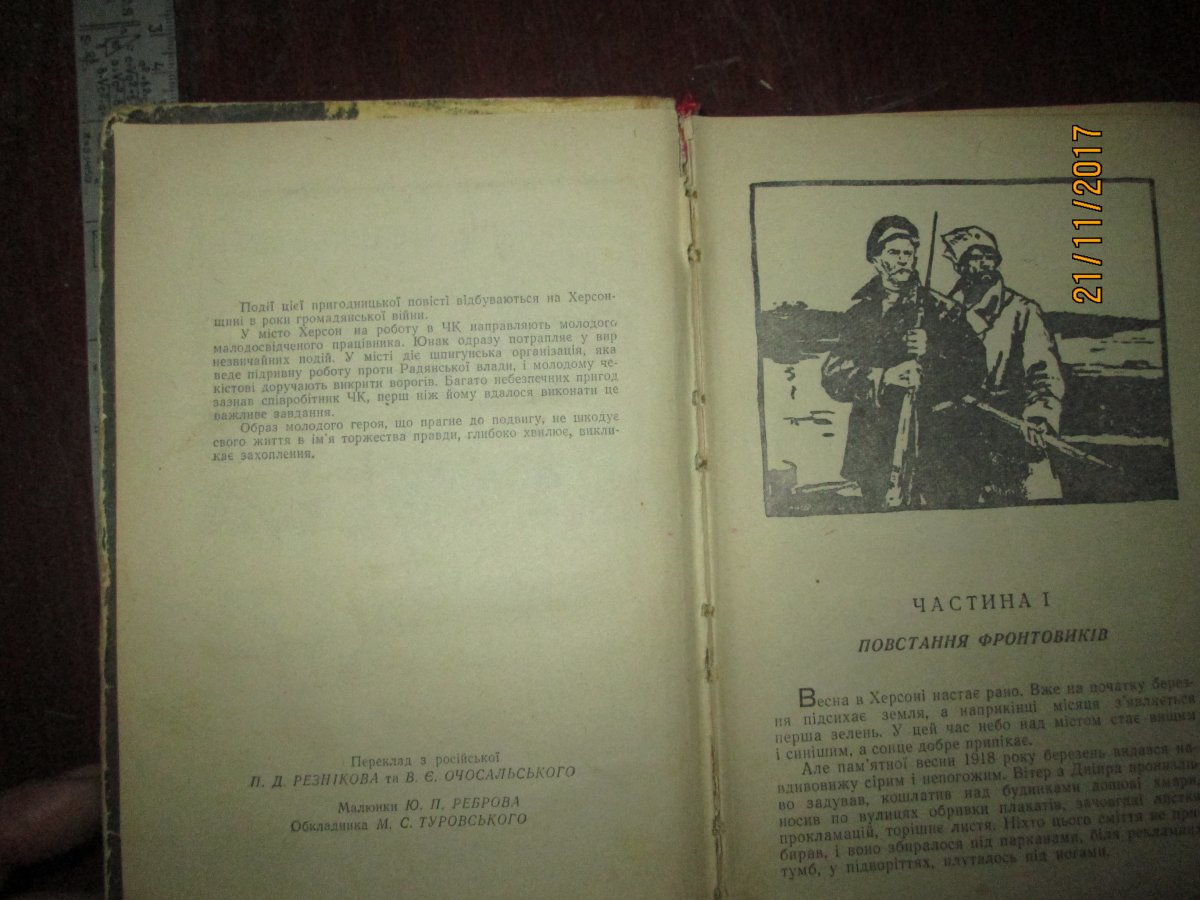 Події цієї пригодницької повісті відбуваються на Херсон-
щині в роки громадянської війни.
У місто Херсон на роботу в ЧК направляють молодого
малодосвідченого працівника. Юнак одразу потрапляє у вир
незвичайних подій. У місті діє шпигунська організація, яка
веде підривну роботу проти Радянської влади, і молодому че-
кістові доручають викрити ворогів. Багато небезпечних пригод
зазнав співробітник ЧК, перш ніж йому вдалося виконати це
важливе завдання.
Образ молодого героя, що прагне до подвигу, не шкодує
свого життя в ім'я торжества правди, глибоко хвилює, викли-
кає захоплення.
Переклад з російської
П. Д. РЕЗНІКОВА та В. Є. ОЧОСАЛЬСЬКОГО
Малюнки Ю. П. РЕБРОВА
Обкладинка М. С. ТУРОВСЬКОГО
21/11/2017
ЧАСТИНА І
ПОВСТАННЯ ФРОНТОВИКІВ
Весна в Херсоні настає рано. Вже на початку берез-
ня підсихає земля, а наприкінці місяця з'являється
перша зелень. У цей час небо над містом стає вищим
і синішим, а сонце добре припікає.
Але пам'ятної весни 1918 року березень видався на-
вдивовижу сірим і непогожим. Вітер з Дніпра
во задував, кошлатив над будинками дощові хмари,
носив по вулицях обривки плакатів, листки
прокламацій, торішнє листя. Ніхто цього сміття не при-
бирав, і воно збиралося під парканами, біля рекламних
тумб, у підворіттях, плуталось під ногами.